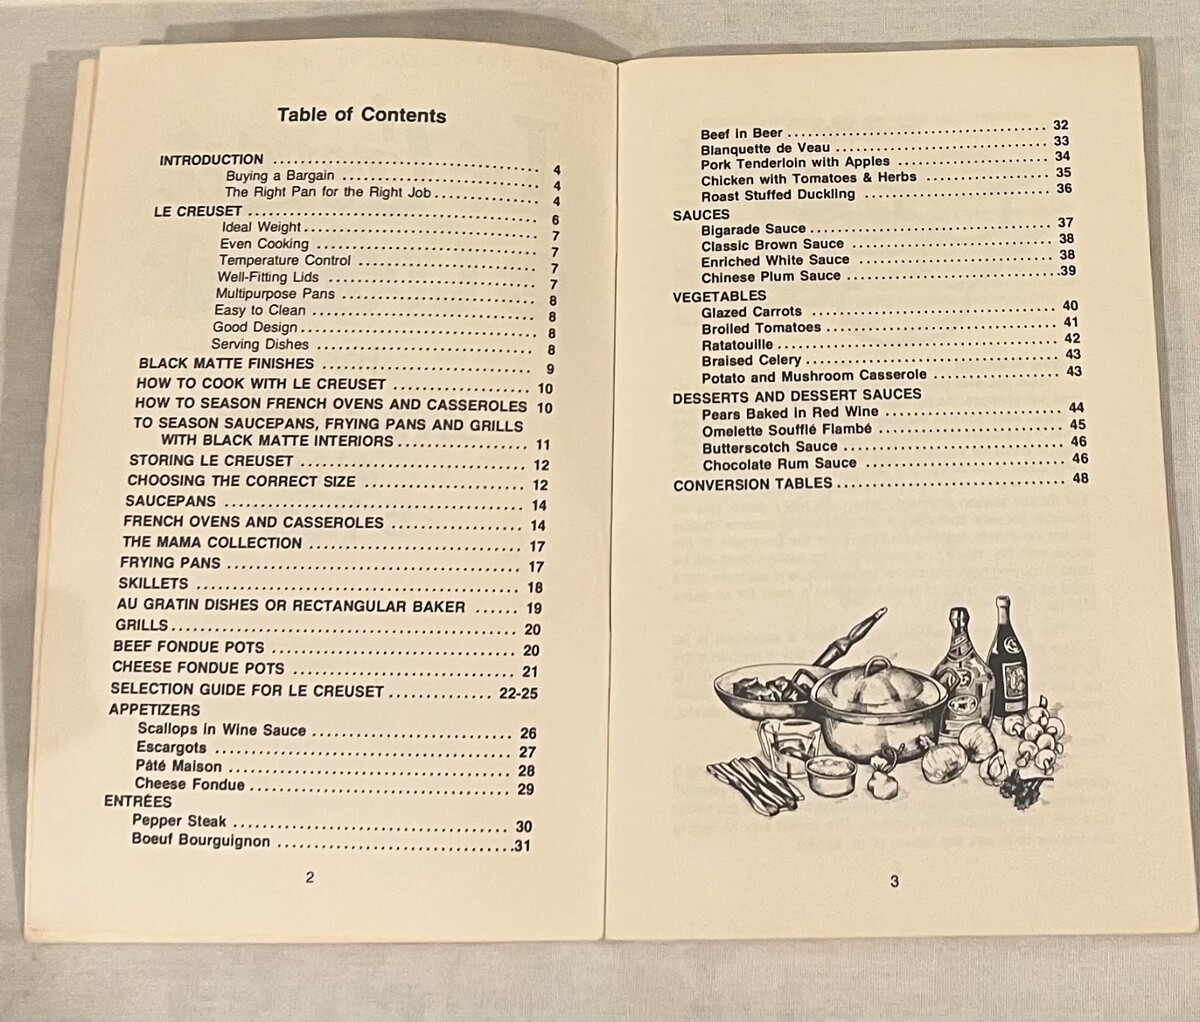 Table of Contents
INTRODUCTION ........................................ 4
Buying a Bargain ................................ 4
The Right Pan for the Right Job ................ 4
LE CREUSET ........................................... 6
Ideal Weight ................................... 7
Even Cooking ................................... 7
Temperature Control ............................ 7
Well-Fitting Lids ............................... 7
Multipurpose Pans .............................. 8
Easy to Clean .................................. 8
Good Design .................................... 8
Serving Dishes ................................. 8
BLACK MATTE FINISHES ................................ 9
HOW TO COOK WITH LE CREUSET .................... 10
HOW TO SEASON FRENCH OVENS AND CASSEROLES 10
TO SEASON SAUCEPANS, FRYING PANS AND GRILLS
WITH BLACK MATTE INTERIORS ..................... 11
STORING LE CREUSET ................................. 12
CHOOSING THE CORRECT SIZE ........................ 12
SAUCEPANS ........................................... 14
FRENCH OVENS AND CASSEROLES .................... 14
THE MAMA COLLECTION ............................... 17
FRYING PANS ......................................... 17
SKILLETS ............................................. 18
AU GRATIN DISHES OR RECTANGULAR BAKER ...... 19
GRILLS ............................................... 20
BEEF FONDUE POTS ................................... 20
CHEESE FONDUE POTS ................................ 21
SELECTION GUIDE FOR LE CREUSET ............. 22-25
APPETIZERS
Scallops in Wine Sauce ............................ 26
Escargots ......................................... 27
Pâté Maison ....................................... 28
Cheese Fondue ..................................... 29
ENTRÉES
Pepper Steak ...................................... 30
Boeuf Bourguignon ................................. 31
2
Beef in Beer ...................................... 32
Blanquette de Veau ................................ 33
Pork Tenderloin with Apples ....................... 34
Chicken with Tomatoes & Herbs .................... 35
Roast Stuffed Duckling ............................ 36
SAUCES
Bigarade Sauce .................................... 37
Classic Brown Sauce ............................... 38
Enriched White Sauce .............................. 38
Chinese Plum Sauce ................................ 39
VEGETABLES
Glazed Carrots .................................... 40
Broiled Tomatoes .................................. 41
Ratatouille ....................................... 42
Braised Celery .................................... 43
Potato and Mushroom Casserole .................... 43
DESSERTS AND DESSERT SAUCES
Pears Baked in Red Wine ........................... 44
Omelette Soufflé Flambé ........................... 45
Butterscotch Sauce ................................ 46
Chocolate Rum Sauce ............................... 46
CONVERSION TABLES .................................. 48
3